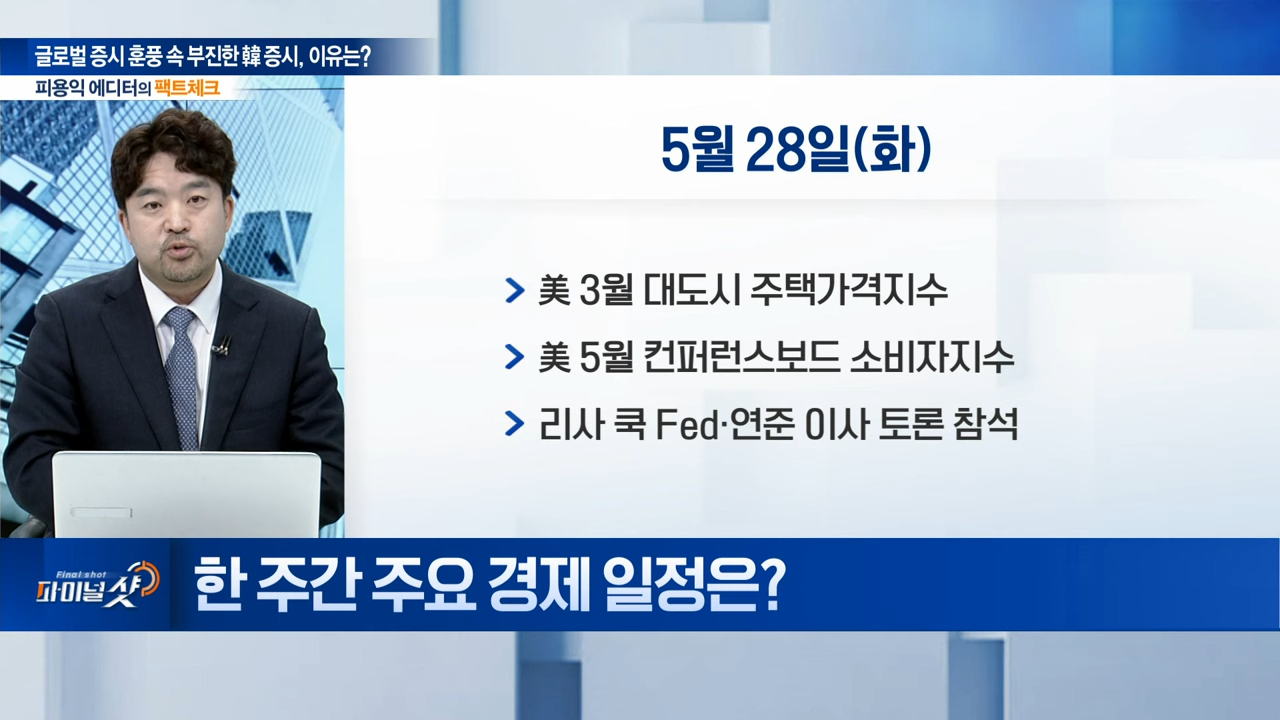 글로벌 증시 훈풍 속 부진한 韓 증시, 이유는?
피용익 에디터의 팩트체크
5월 28일(화)
美 3월 대도시 주택가격지수
美 5월 컨퍼런스보드 소비자지수
리사 쿡 Fed·연준 이사 토론 참석
Final shot
파이널샷
한 주간 주요 경제 일정은?